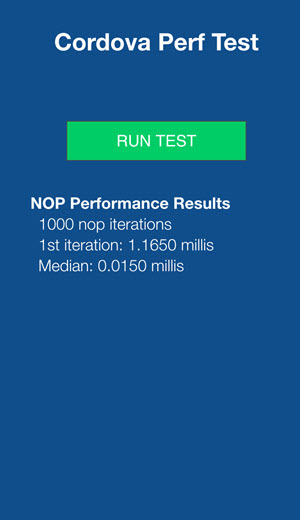 Cordova Perf Test
RUN TEST
NOP Performance Results
1000 nop iterations
1st iteration: 1.1650 millis
Median: 0.0150 millis